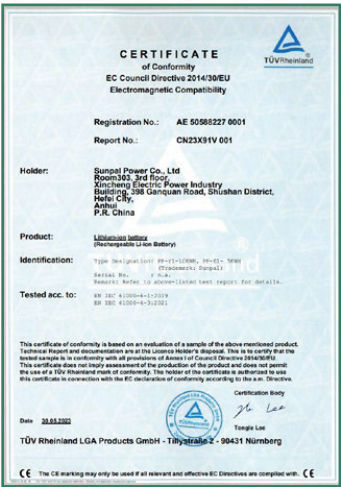 CERTIFICATE
of Conformity
EC Council Directive 2014/30/EU
Electromagnetic Compatibility
TÜVRheinland
Registration No.: AE 50588227 0001
Report No.: CN23X91V 001
Holder: Sunpal Power Co., Ltd
Room303, 3rd floor,
Xincheng Electric Power Industry
Building, 398 Ganquan Road, Shushan District,
Hefei City,
Anhui
P.R. China
Product: Lithium-ion battery
(Rechargeable Li-ion Battery)
Identification: Type Designation:
(Trademark: Sunpal)
Serial No. : n.a.
Remark: Refer to above-listed test report for details.
Tested acc. to: EN IEC 61000-6-1:2019
EN IEC 61000-6-3:2021
This certificate of conformity is based on an evaluation of a sample of the above mentioned product.
Technical Report and documentation are at the Licence Holder's disposal. This is to certify that the
tested sample is in conformity with all provisions of Annex I of Council Directive 2014/30/EU.
This certificate does not imply assessment of the production of the product and does not permit
the use of a TÜV Rheinland mark of conformity. The holder of the certificate is authorized to use
this certificate in connection with the EC declaration of conformity according to the a.m. Directive.
Certification Body
Date 30.05.2023
Tongle Lee
TÜV Rheinland LGA Products GmbH - Tillystraße 2 - 90431 Nürnberg
CE The CE marking may only be used if all relevant and effective EC Directives are complied with. CE